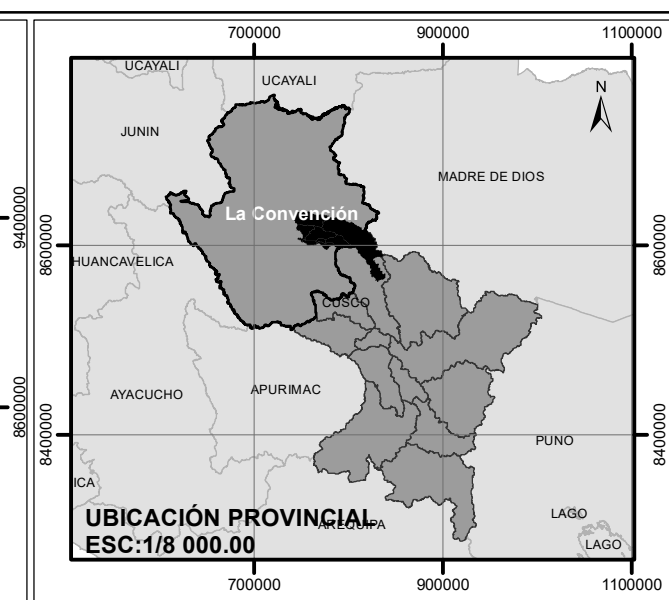 700000 900000 1100000
UCAYALI
UCAYALI
N
JUNIN
MADRE DE DIOS
La Convención
9400000
8600000
8600000
HUANCAVELICA
CUSCO
AYACUCHO
APURIMAC
8600000
8400000
8400000
PUNO
ICA
LAGO
UBICACIÓN PROVINCIAL
AREQUIPA
ESC:1/8 000.00
LAGO
700000 900000 1100000